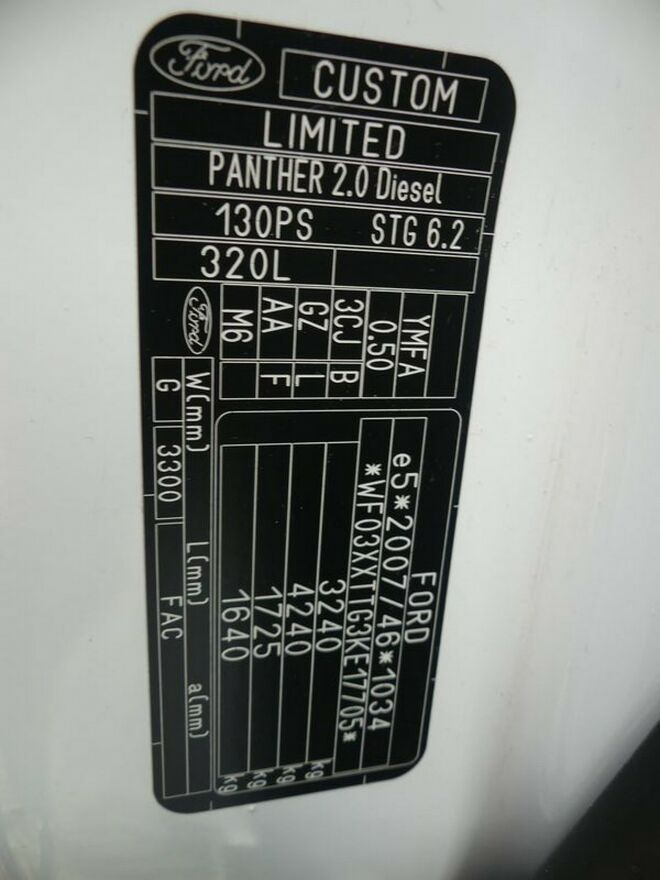 Ford
CUSTOM
LIMITED
PANTHER 2.0 Diesel
130PS STG 6.2
320L
Ford
YMFA
0.50
3CJ B
GZ L
AA F
M6
FORD
e5*2007/46*1034
*WF03XXTTG3KE17705*
3240 kg
4240 kg
1725 kg
1640 kg
W(mm) L(mm) a(mm)
G 3300 FAC